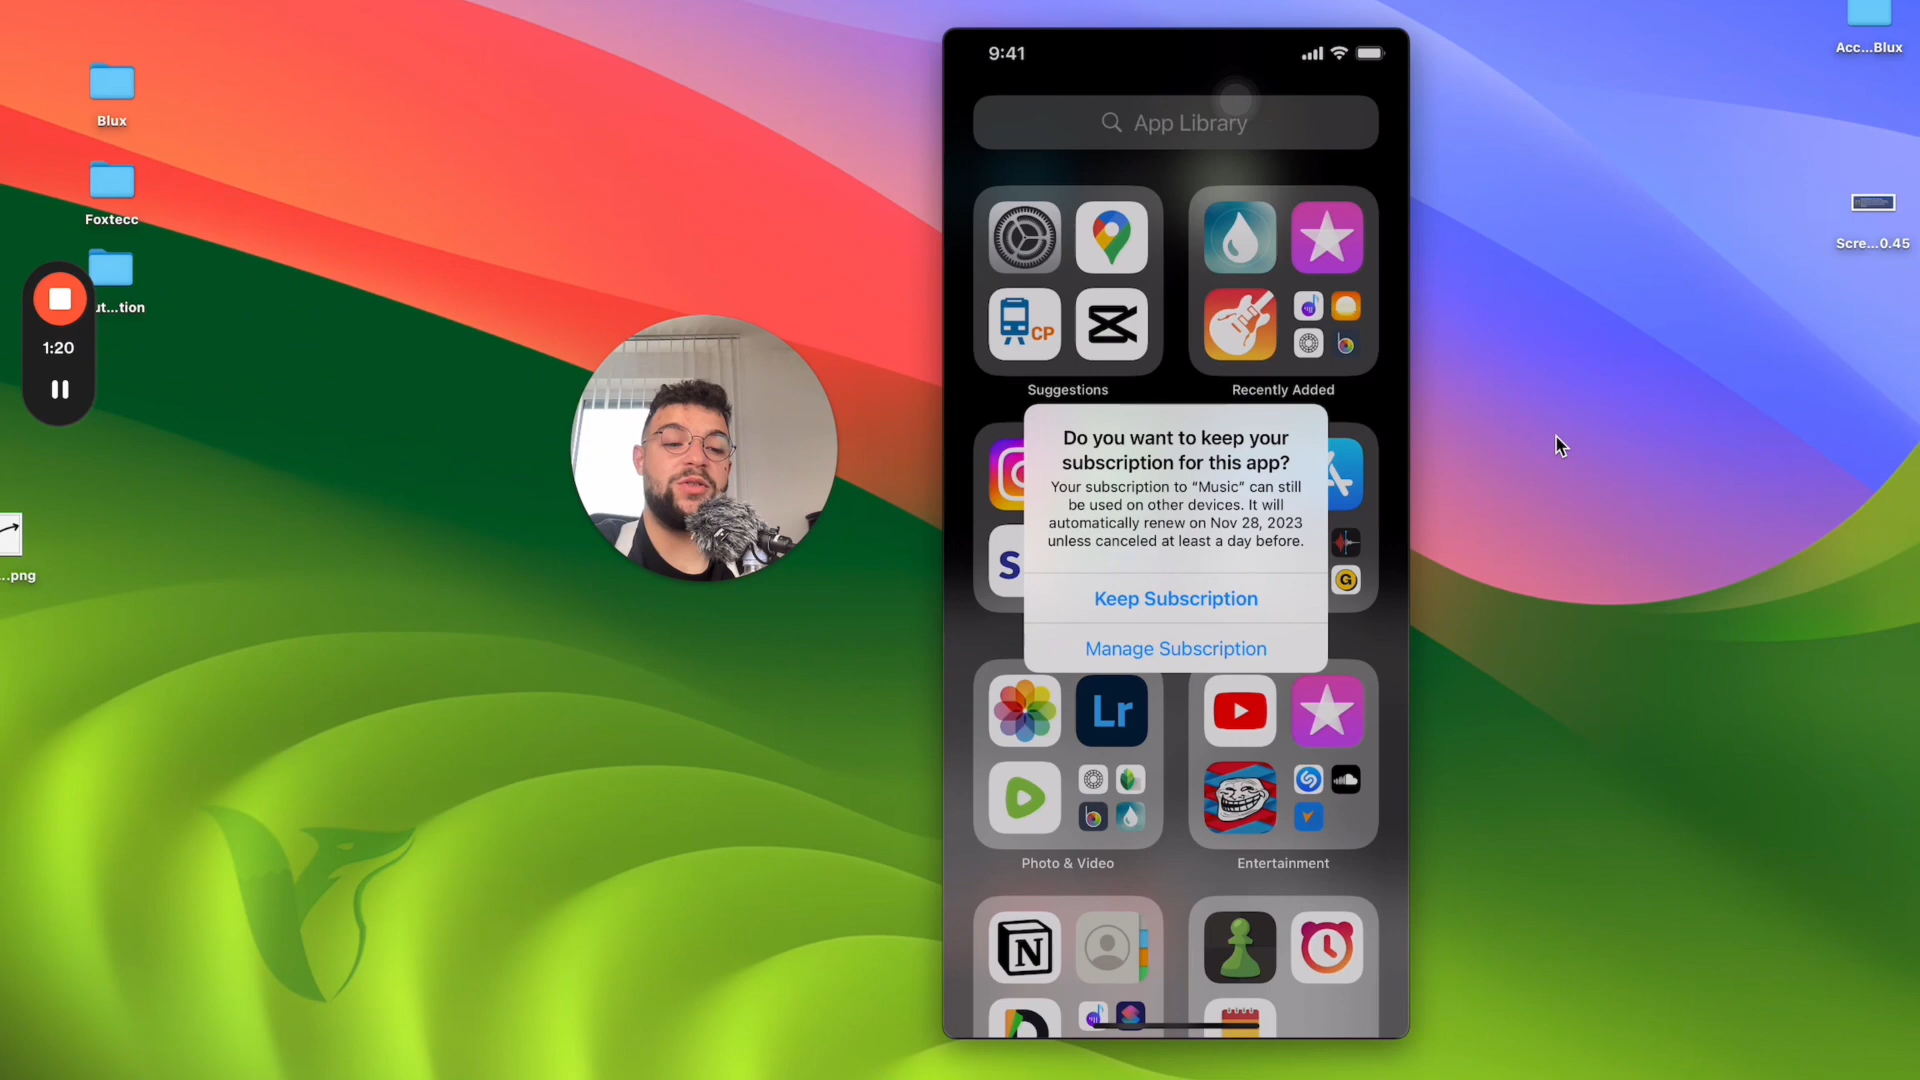 Blux
Foxtecc
ut...tion
1:20
...png
9:41
App Library
CP
Suggestions
Recently Added
Do you want to keep your
subscription for this app?
Your subscription to “Music” can still
be used on other devices. It will
automatically renew on Nov 28, 2023
unless canceled at least a day before.
Keep Subscription
Manage Subscription
S
G
Lr
Photo & Video
Entertainment
N
Acc...Blux
Scre...0.45